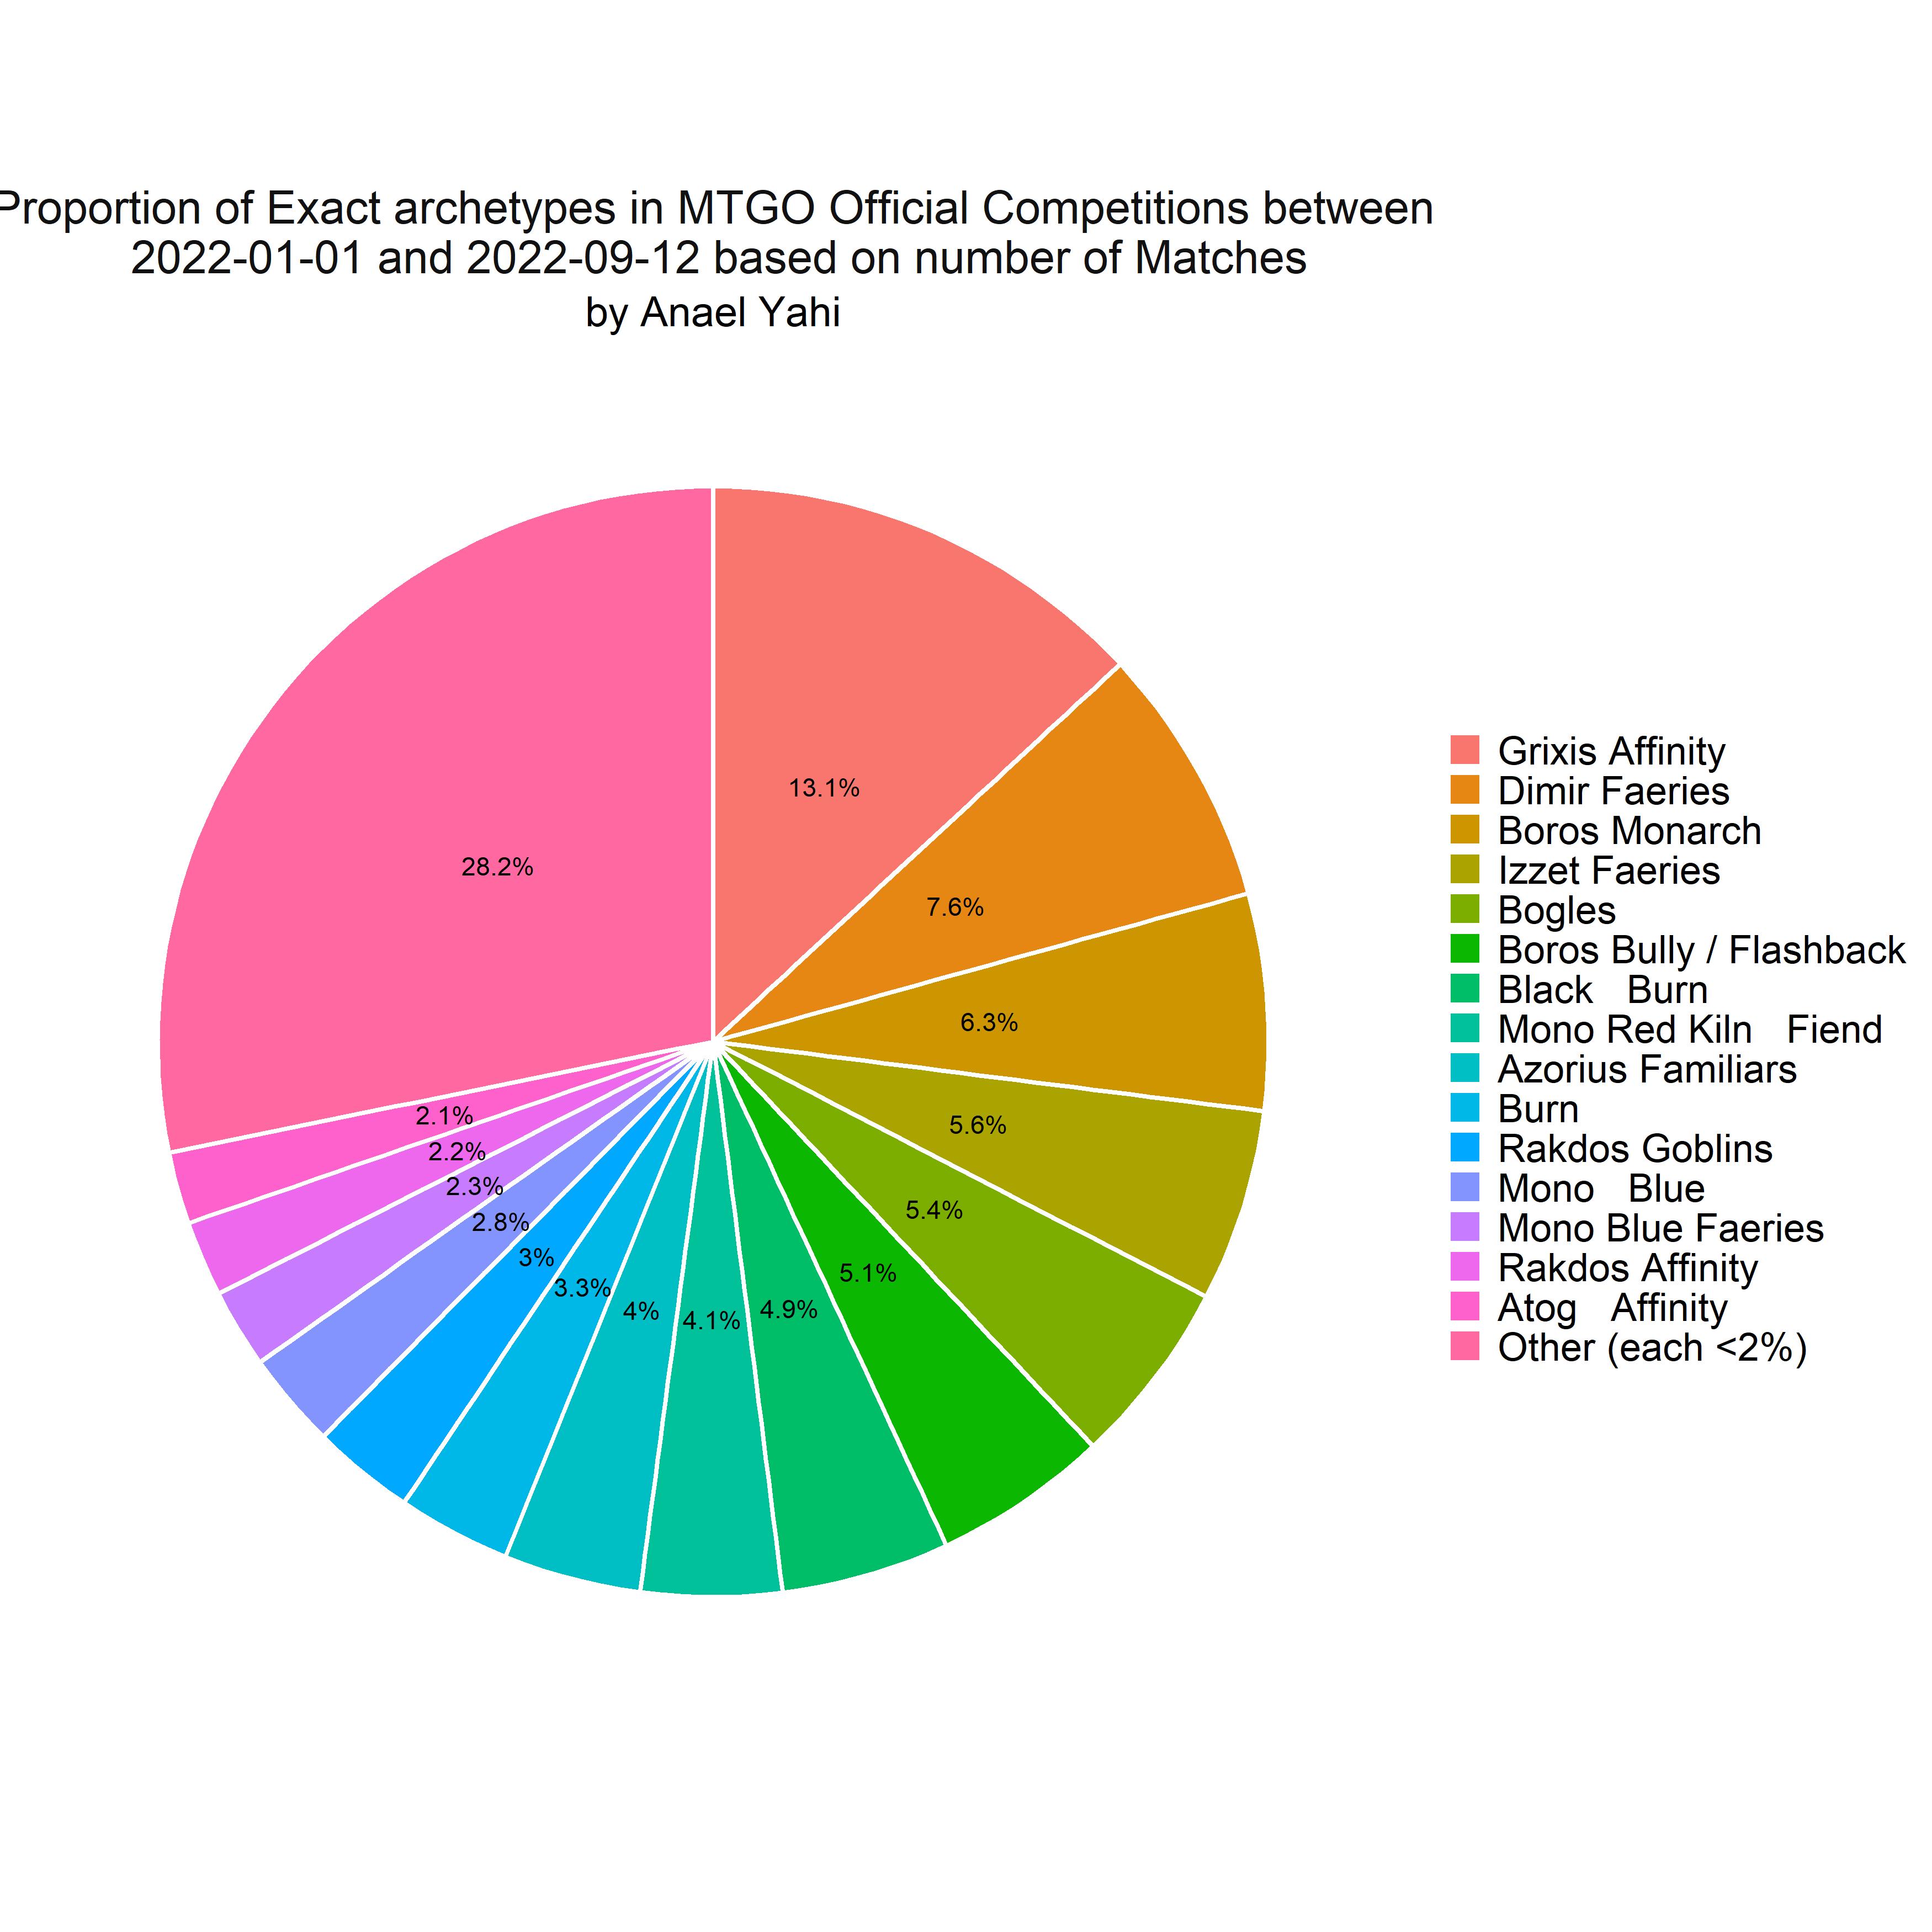 Proportion of Exact archetypes in MTGO Official Competitions between
2022-01-01 and 2022-09-12 based on number of Matches
by Anael Yahi
13.1%
28.2%
7.6%
6.3%
5.6%
5.4%
5.1%
4.9%
4.1%
4%
3.3%
3%
2.8%
2.3%
2.2%
2.1%
Grixis Affinity
Dimir Faeries
Boros Monarch
Izzet Faeries
Bogles
Boros Bully / Flashback
Black   Burn
Mono Red Kiln   Fiend
Azorius Familiars
Burn
Rakdos Goblins
Mono   Blue
Mono Blue Faeries
Rakdos Affinity
Atog   Affinity
Other (each <2%)